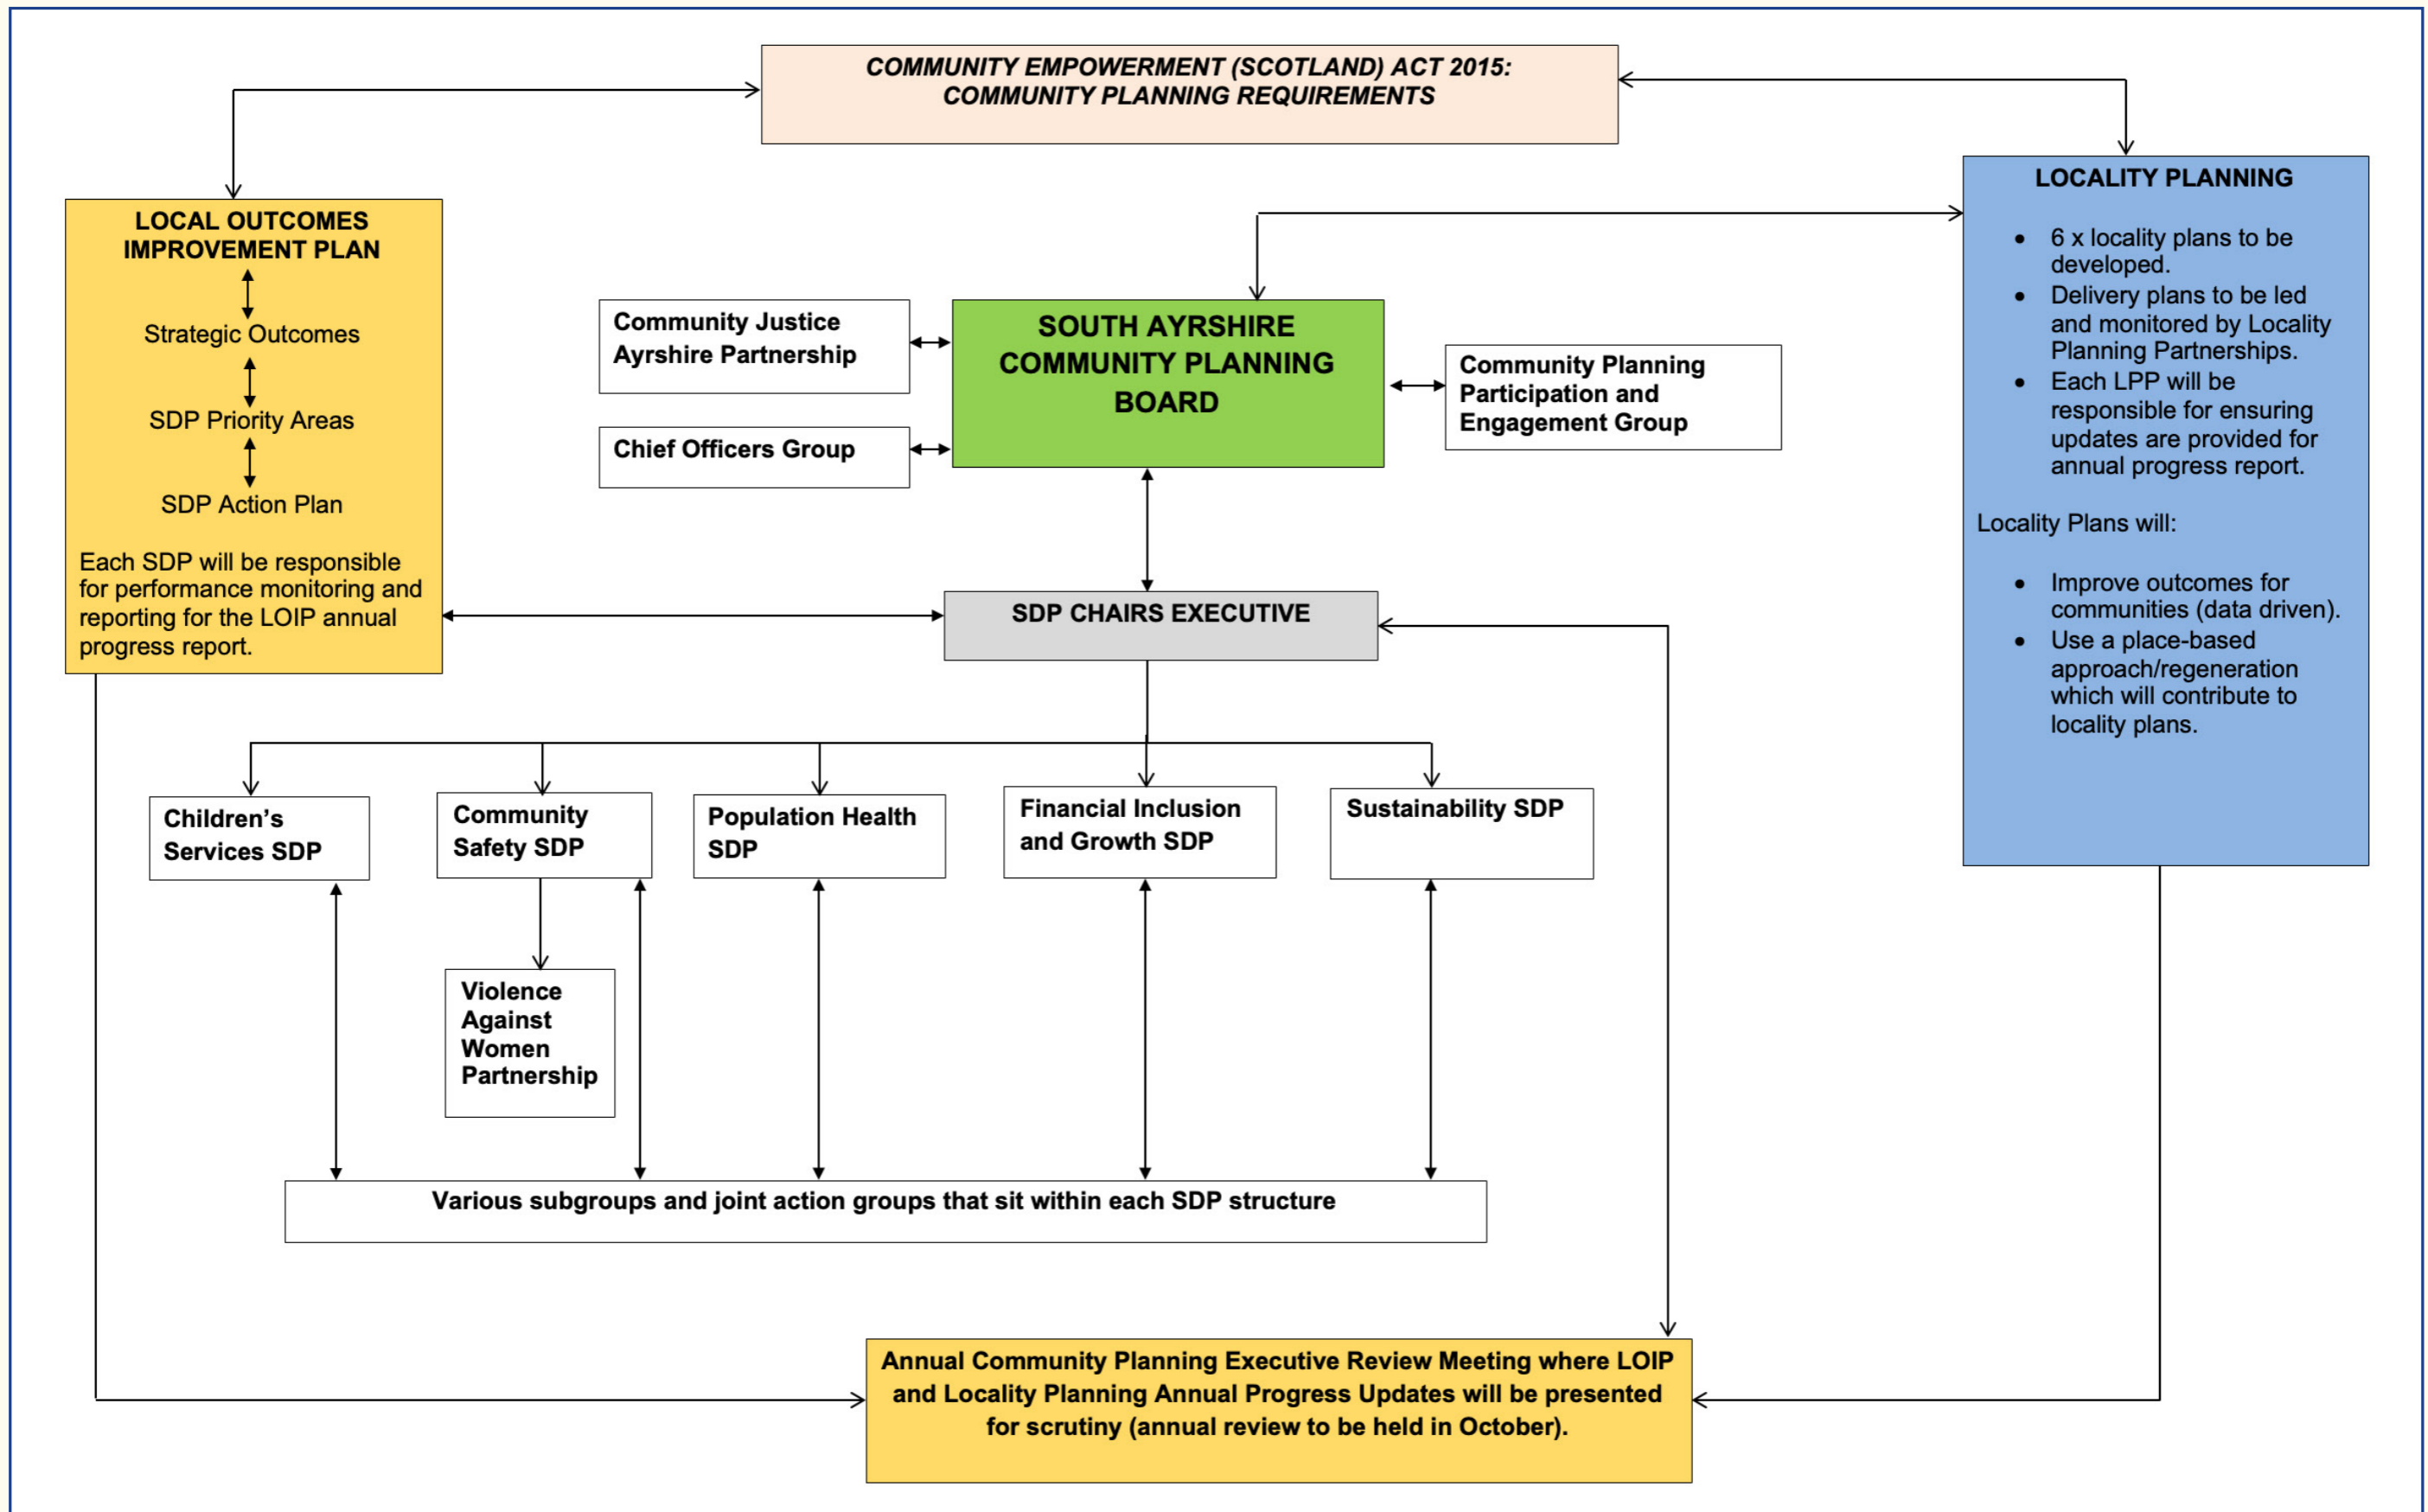 COMMUNITY EMPOWERMENT (SCOTLAND) ACT 2015:
COMMUNITY PLANNING REQUIREMENTS
LOCAL OUTCOMES
IMPROVEMENT PLAN
Strategic Outcomes
SDP Priority Areas
SDP Action Plan
Each SDP will be responsible
for performance monitoring and
reporting for the LOIP annual
progress report.
Community Justice
Ayrshire Partnership
Chief Officers Group
SOUTH AYRSHIRE
COMMUNITY PLANNING
BOARD
Community Planning
Participation and
Engagement Group
LOCALITY PLANNING
• 6 x locality plans to be
developed.
• Delivery plans to be led
and monitored by Locality
Planning Partnerships.
• Each LPP will be
responsible for ensuring
updates are provided for
annual progress report.
Locality Plans will:
• Improve outcomes for
communities (data driven).
• Use a place-based
approach/regeneration
which will contribute to
locality plans.
SDP CHAIRS EXECUTIVE
Children’s
Services SDP
Community
Safety SDP
Population Health
SDP
Financial Inclusion
and Growth SDP
Sustainability SDP
Violence
Against
Women
Partnership
Various subgroups and joint action groups that sit within each SDP structure
Annual Community Planning Executive Review Meeting where LOIP
and Locality Planning Annual Progress Updates will be presented
for scrutiny (annual review to be held in October).